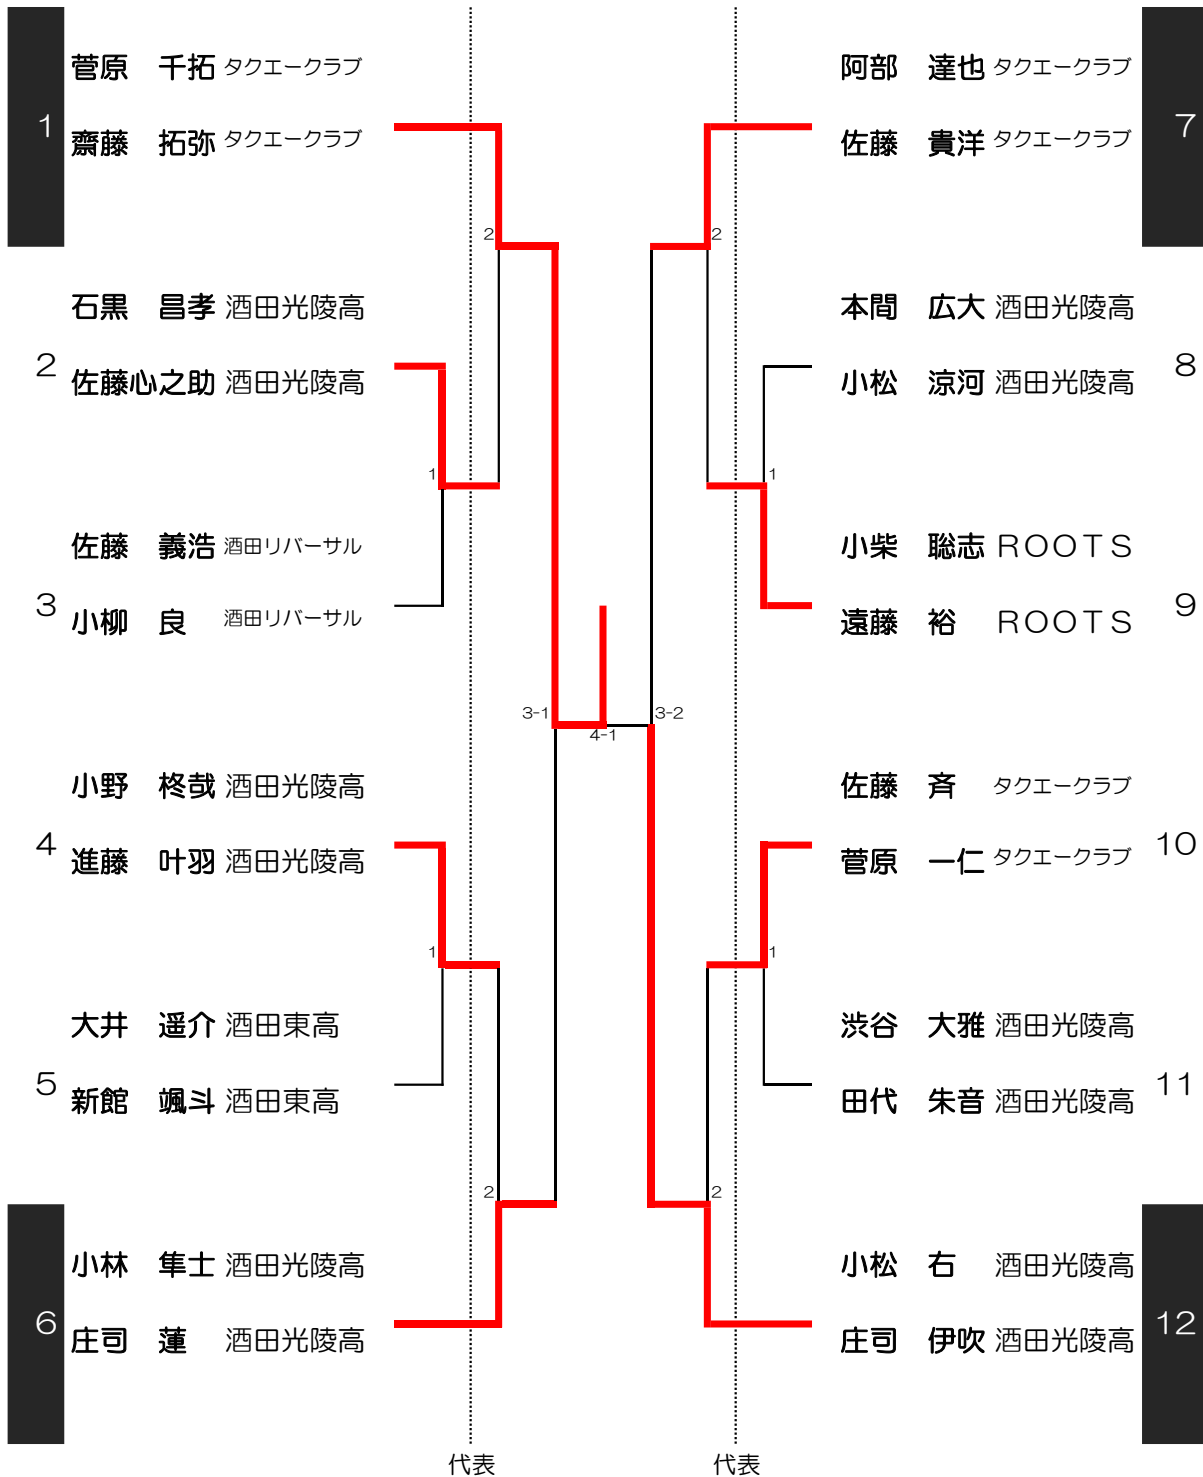 1
菅原　千拓 タクエークラブ
齋藤　拓弥 タクエークラブ
2
石黒　昌孝 酒田光陵高
佐藤心之助 酒田光陵高
3
佐藤　義浩 酒田リバーサル
小柳　良 酒田リバーサル
4
小野　柊哉 酒田光陵高
進藤　叶羽 酒田光陵高
5
大井　遥介 酒田東高
新館　颯斗 酒田東高
6
小林　隼士 酒田光陵高
庄司　蓮 酒田光陵高
2
1
1
2
3-1
4-1
3-2
2
1
1
2
阿部　達也 タクエークラブ
佐藤　貴洋 タクエークラブ
7
本間　広大 酒田光陵高
小松　涼河 酒田光陵高
8
小柴　聡志 ＲＯＯＴＳ
遠藤　裕 ＲＯＯＴＳ
9
佐藤　斉 タクエークラブ
菅原　一仁 タクエークラブ
10
渋谷　大雅 酒田光陵高
田代　朱音 酒田光陵高
11
小松　右 酒田光陵高
庄司　伊吹 酒田光陵高
12
代表
代表